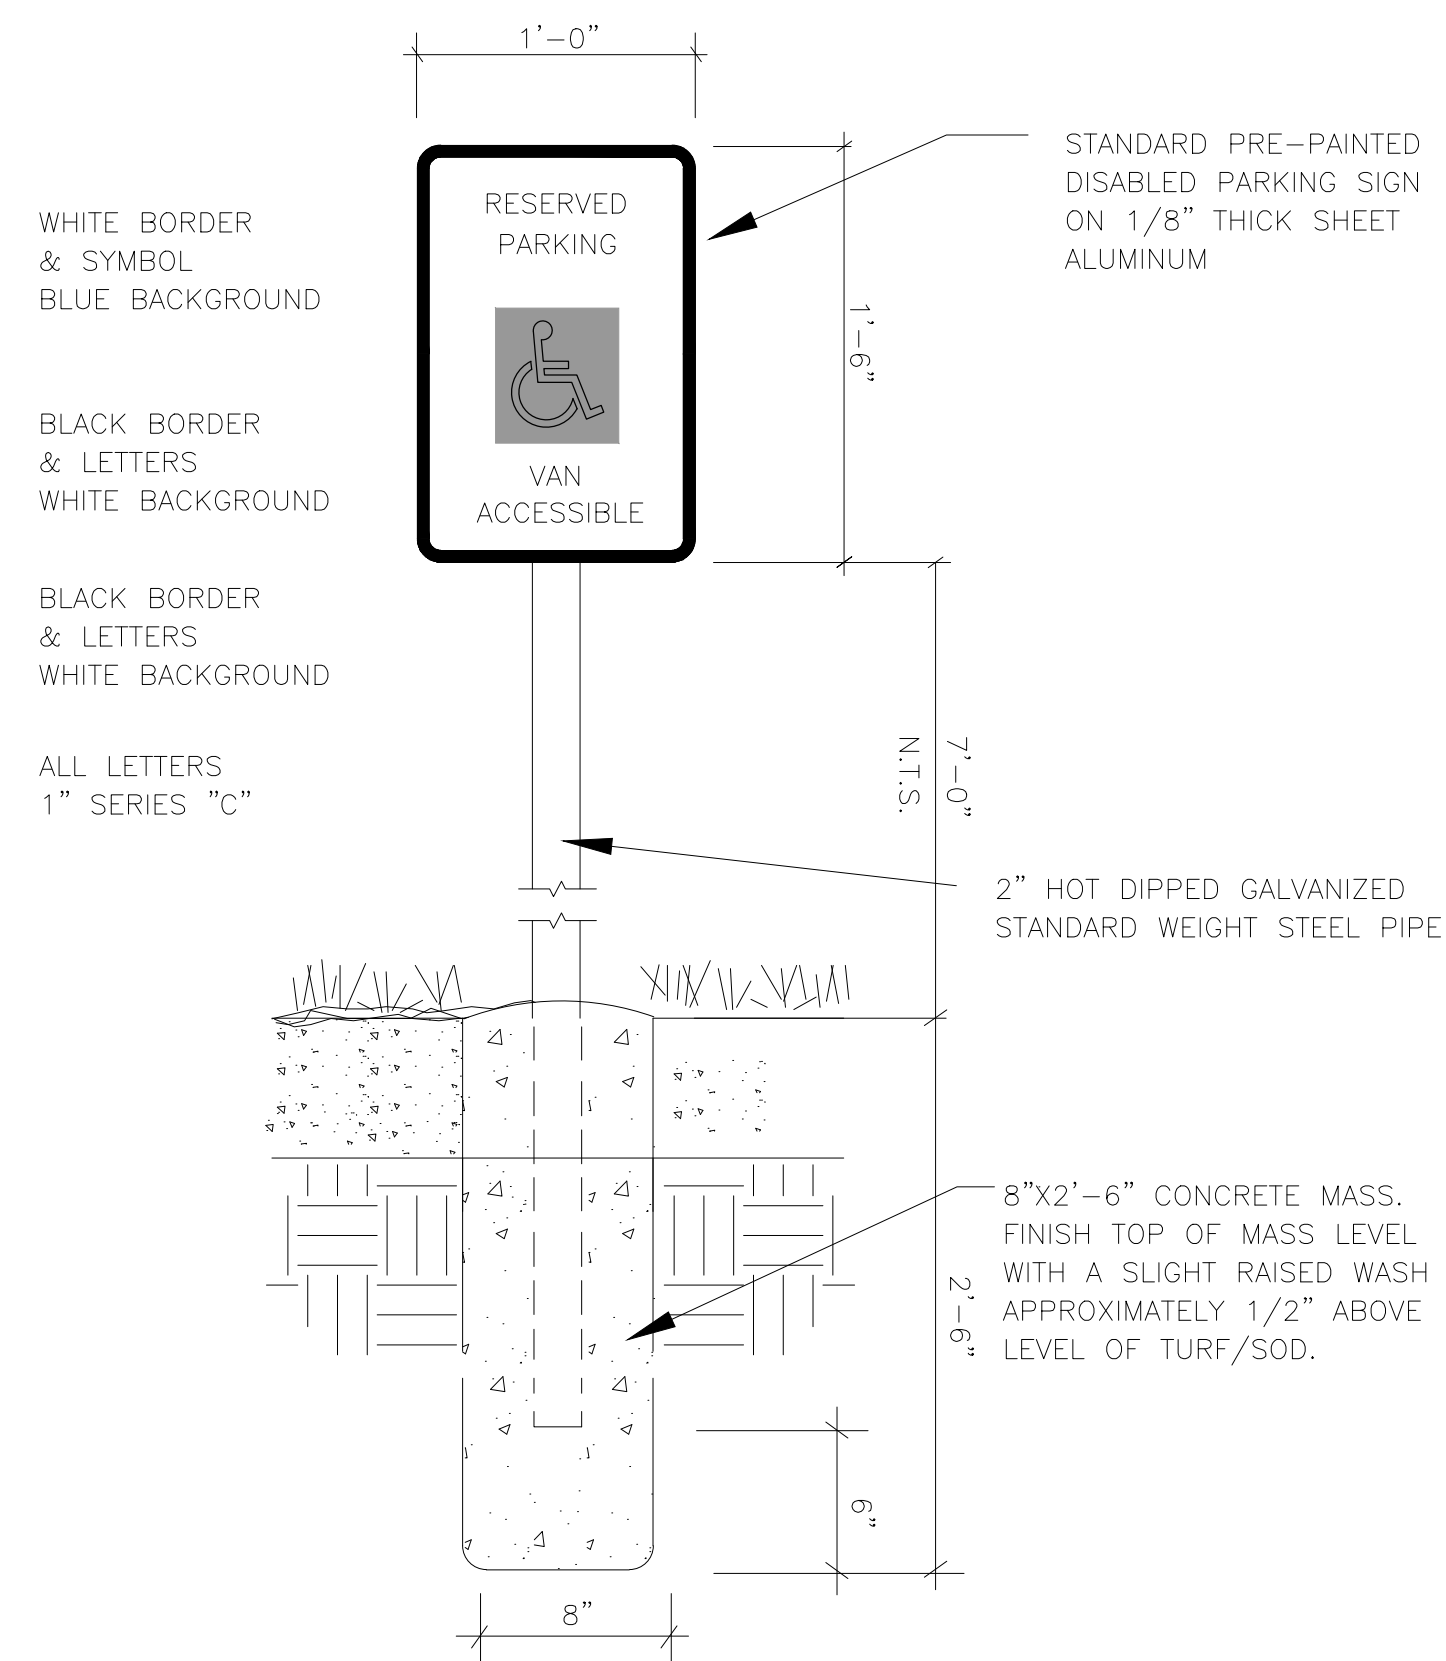 1'-0"
STANDARD PRE-PAINTED
DISABLED PARKING SIGN
ON 1/8" THICK SHEET
ALUMINUM
WHITE BORDER
& SYMBOL
BLUE BACKGROUND
RESERVED
PARKING
1'-6"
BLACK BORDER
& LETTERS
WHITE BACKGROUND
VAN
ACCESSIBLE
BLACK BORDER
& LETTERS
WHITE BACKGROUND
ALL LETTERS
1" SERIES "C"
7'-0"
N.T.S.
2" HOT DIPPED GALVANIZED
STANDARD WEIGHT STEEL PIPE
8"X2'-6" CONCRETE MASS.
FINISH TOP OF MASS LEVEL
WITH A SLIGHT RAISED WASH
APPROXIMATELY 1/2" ABOVE
LEVEL OF TURF/SOD.
2'-6"
6"
8"